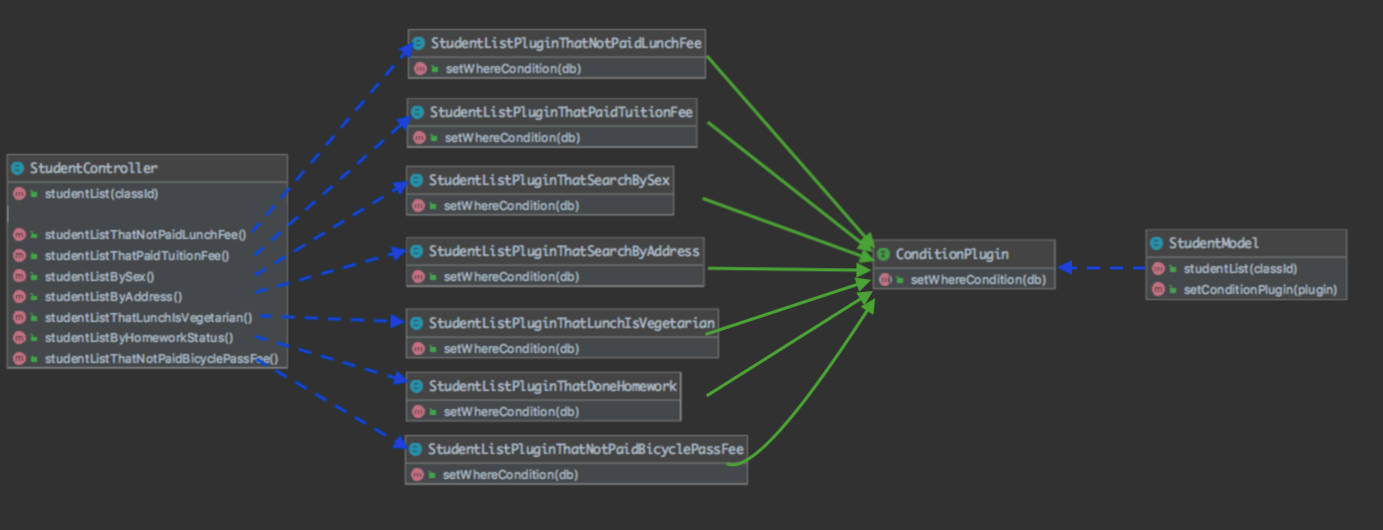 StudentController
studentList(classId)
studentListThatNotPaidLunchFee()
studentListThatPaidTuitionFee()
studentListBySex()
studentListByAddress()
studentListThatLunchIsVegetarian()
studentListByHomeworkStatus()
studentListThatNotPaidBicyclePassFee()
StudentListPluginThatNotPaidLunchFee
setWhereCondition(db)
StudentListPluginThatPaidTuitionFee
setWhereCondition(db)
StudentListPluginThatSearchBySex
setWhereCondition(db)
StudentListPluginThatSearchByAddress
setWhereCondition(db)
StudentListPluginThatLunchIsVegetarian
setWhereCondition(db)
StudentListPluginThatDoneHomework
setWhereCondition(db)
StudentListPluginThatNotPaidBicyclePassFee
setWhereCondition(db)
ConditionPlugin
setWhereCondition(db)
StudentModel
studentList(classId)
setConditionPlugin(plugin)